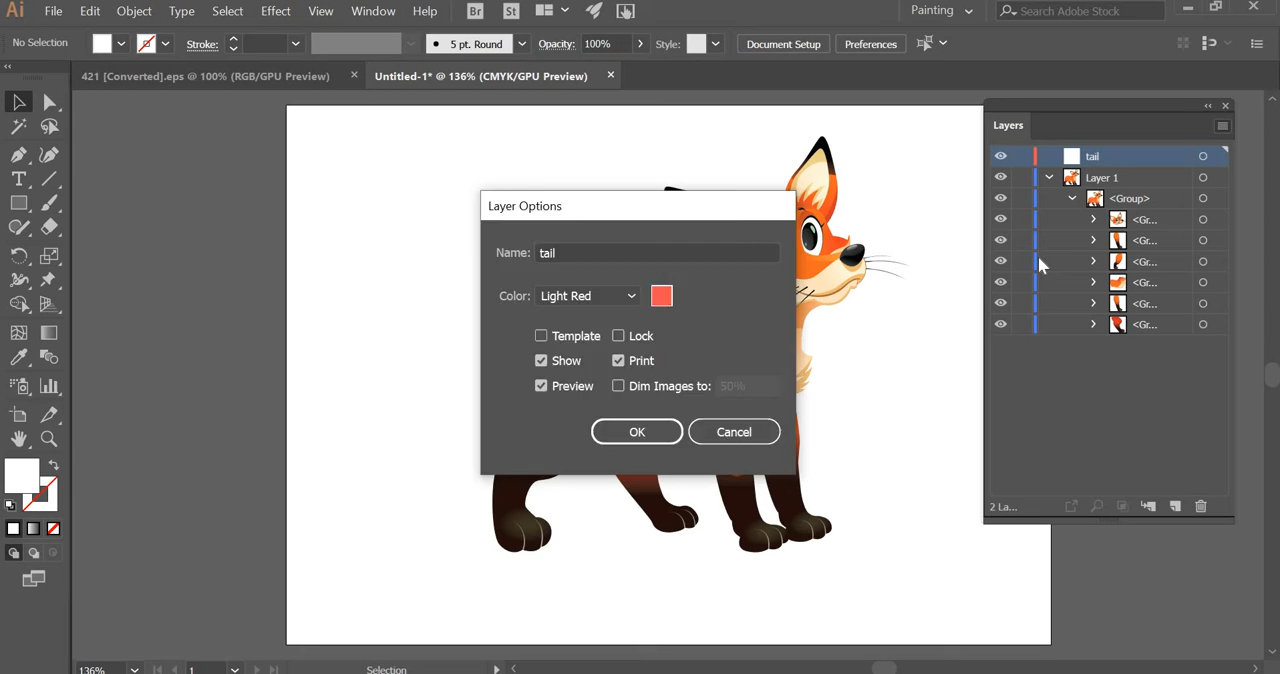 Ai File Edit Object Type Select Effect View Window Help Br St Painting Search Adobe Stock
No Selection Stroke: 5 pt. Round Opacity: 100% Style: Document Setup Preferences
421 [Converted].eps @ 100% (RGB/GPU Preview) Untitled-1* @ 136% (CMYK/GPU Preview)
Layers
tail
Layer 1
<Group>
<Gr...
<Gr...
<Gr...
<Gr...
<Gr...
<Gr...
2 La...
Layer Options
Name: tail
Color: Light Red
Template Lock
Show Print
Preview Dim Images to: 50%
OK Cancel
136% 1 Selection